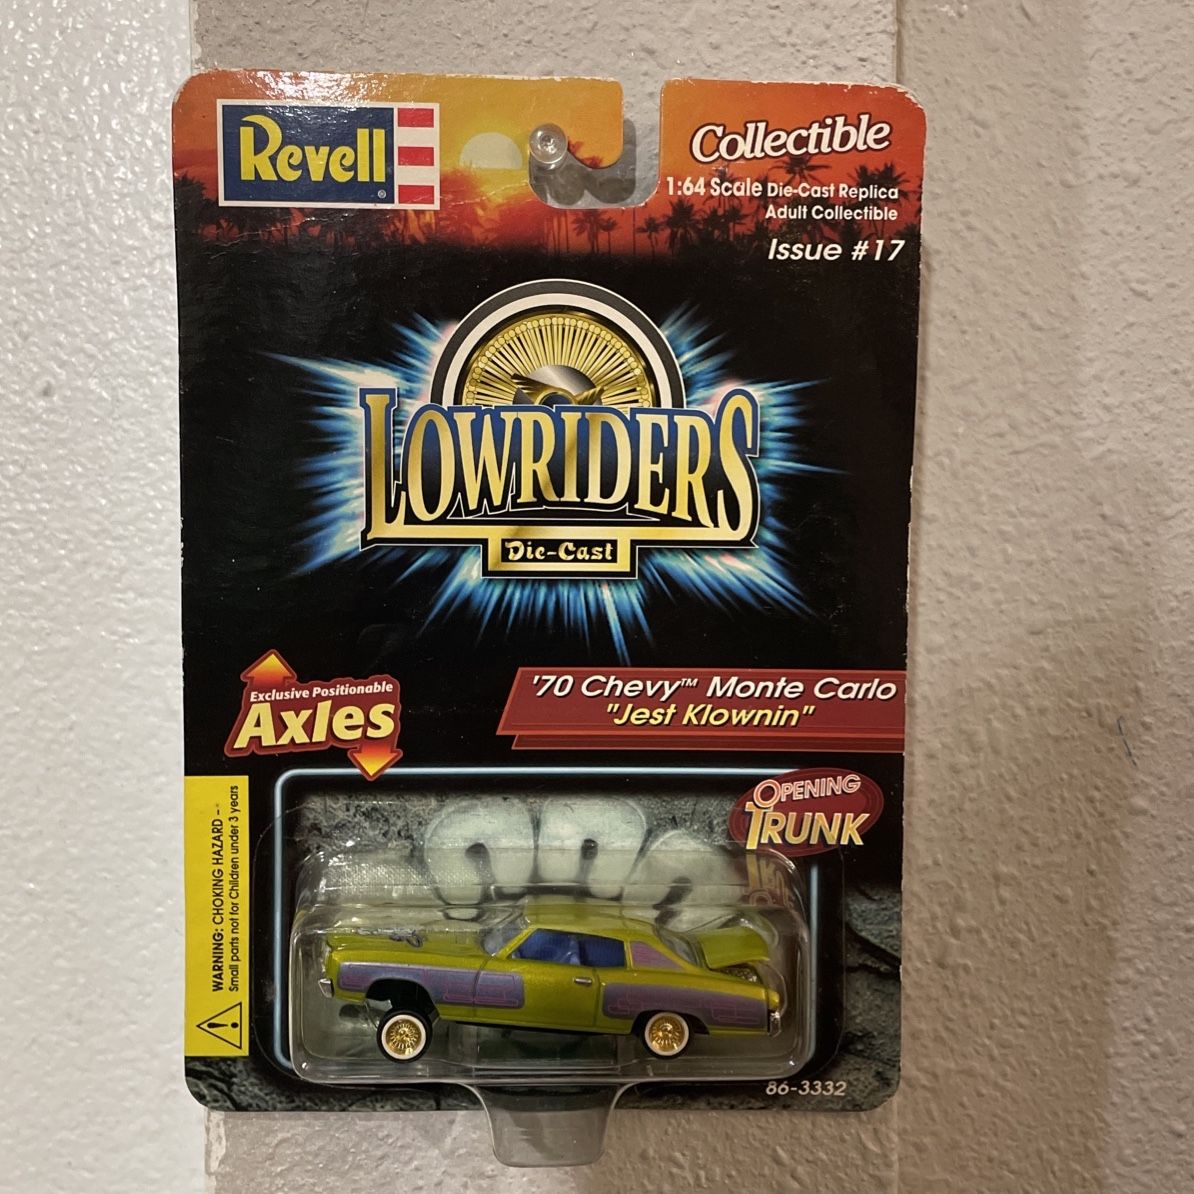 Revell®
Collectible
1:64 Scale Die-Cast Replica
Adult Collectible
Issue #17
LOWRIDERS
Die-Cast
Exclusive Positionable
Axles
'70 Chevy™ Monte Carlo
"Jest Klownin"
OPENING
TRUNK
WARNING: CHOKING HAZARD -
Small parts not for Children under 3 years
86-3332